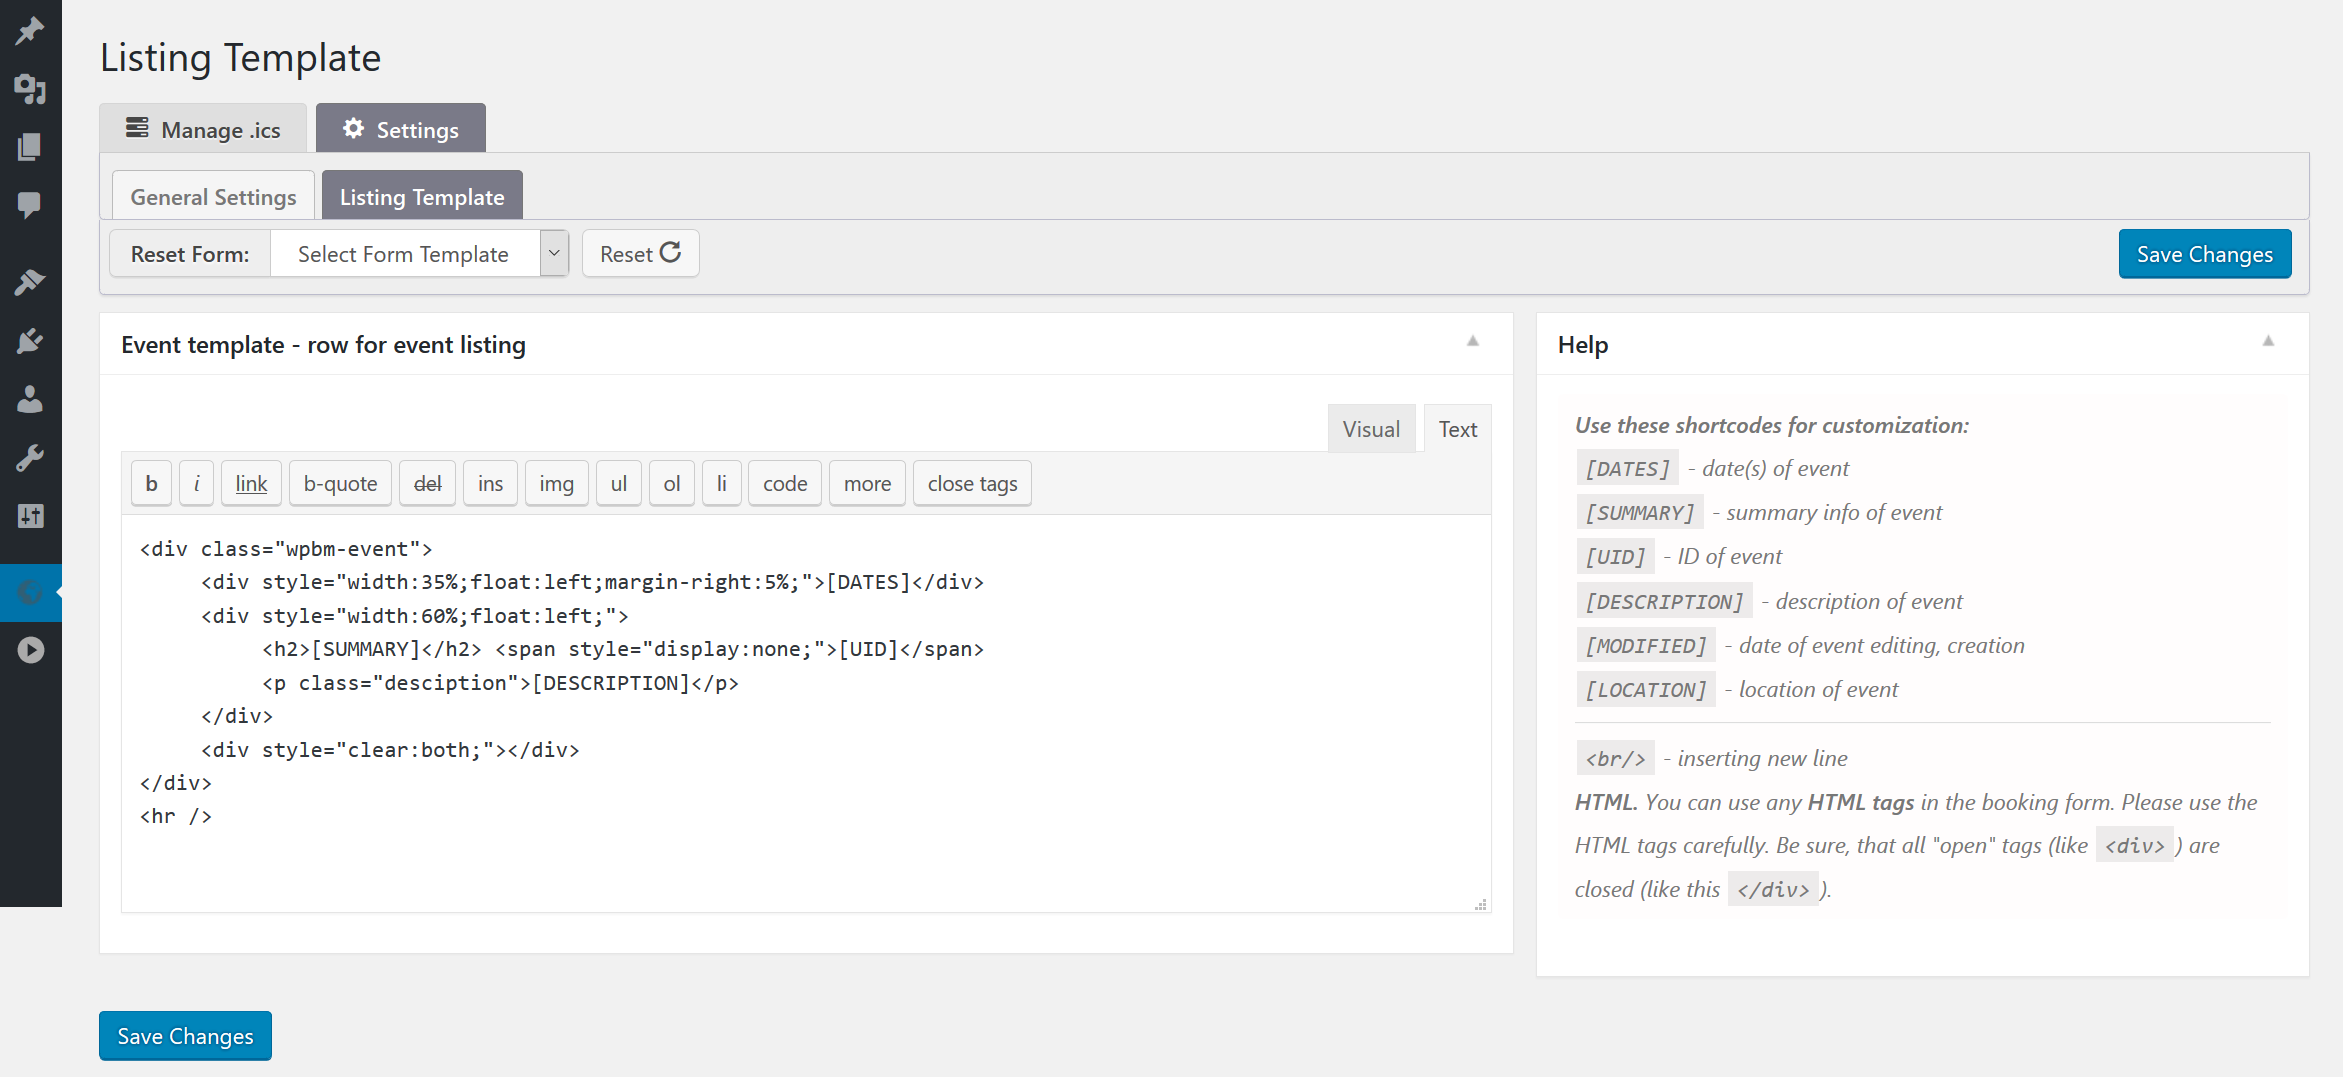 Listing Template
Manage .ics
Settings
General Settings
Listing Template
Reset Form:
Select Form Template
Reset
Save Changes
Event template - row for event listing
Visual
Text
b
i
link
b-quote
del
ins
img
ul
ol
li
code
more
close tags
<div class="wpbm-event">
<div style="width:35%;float:left;margin-right:5%;">[DATES]</div>
<div style="width:60%;float:left;">
<h2>[SUMMARY]</h2> <span style="display:none;">[UID]</span>
<p class="desciption">[DESCRIPTION]</p>
</div>
<div style="clear:both;"></div>
</div>
<hr />
Help
Use these shortcodes for customization:
[DATES] - date(s) of event
[SUMMARY] - summary info of event
[UID] - ID of event
[DESCRIPTION] - description of event
[MODIFIED] - date of event editing, creation
[LOCATION] - location of event
<br/> - inserting new line
HTML. You can use any HTML tags in the booking form. Please use the
HTML tags carefully. Be sure, that all "open" tags (like <div> ) are
closed (like this </div> ).
Save Changes